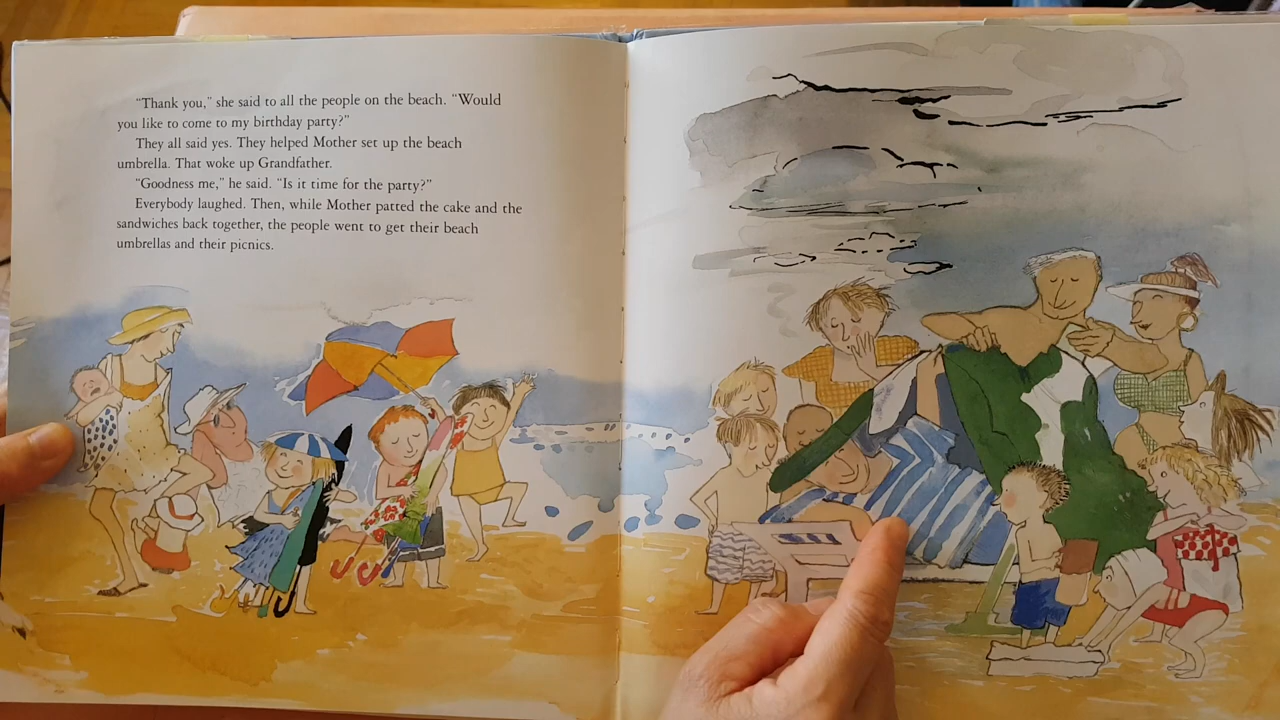 "Thank you," she said to all the people on the beach. "Would
you like to come to my birthday party?"
They all said yes. They helped Mother set up the beach
umbrella. That woke up Grandfather.
"Goodness me," he said. "Is it time for the party?"
Everybody laughed. Then, while Mother patted the cake and the
sandwiches back together, the people went to get their beach
umbrellas and their picnics.